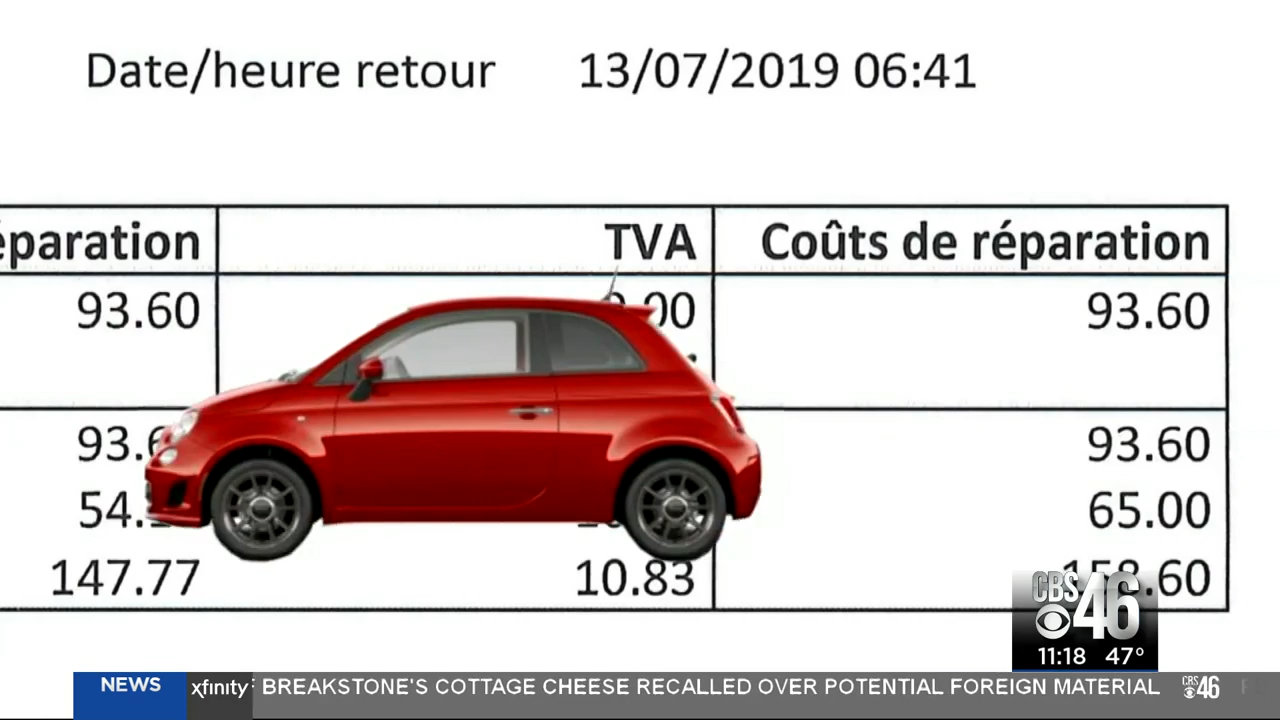 Date/heure retour 13/07/2019 06:41
TVA Coûts de réparation
93.60 93.60
93.60
65.00
147.77 10.83
CBS 46
11:18 47°
NEWS xfinity BREAKSTONE'S COTTAGE CHEESE RECALLED OVER POTENTIAL FOREIGN MATERIAL CBS 46